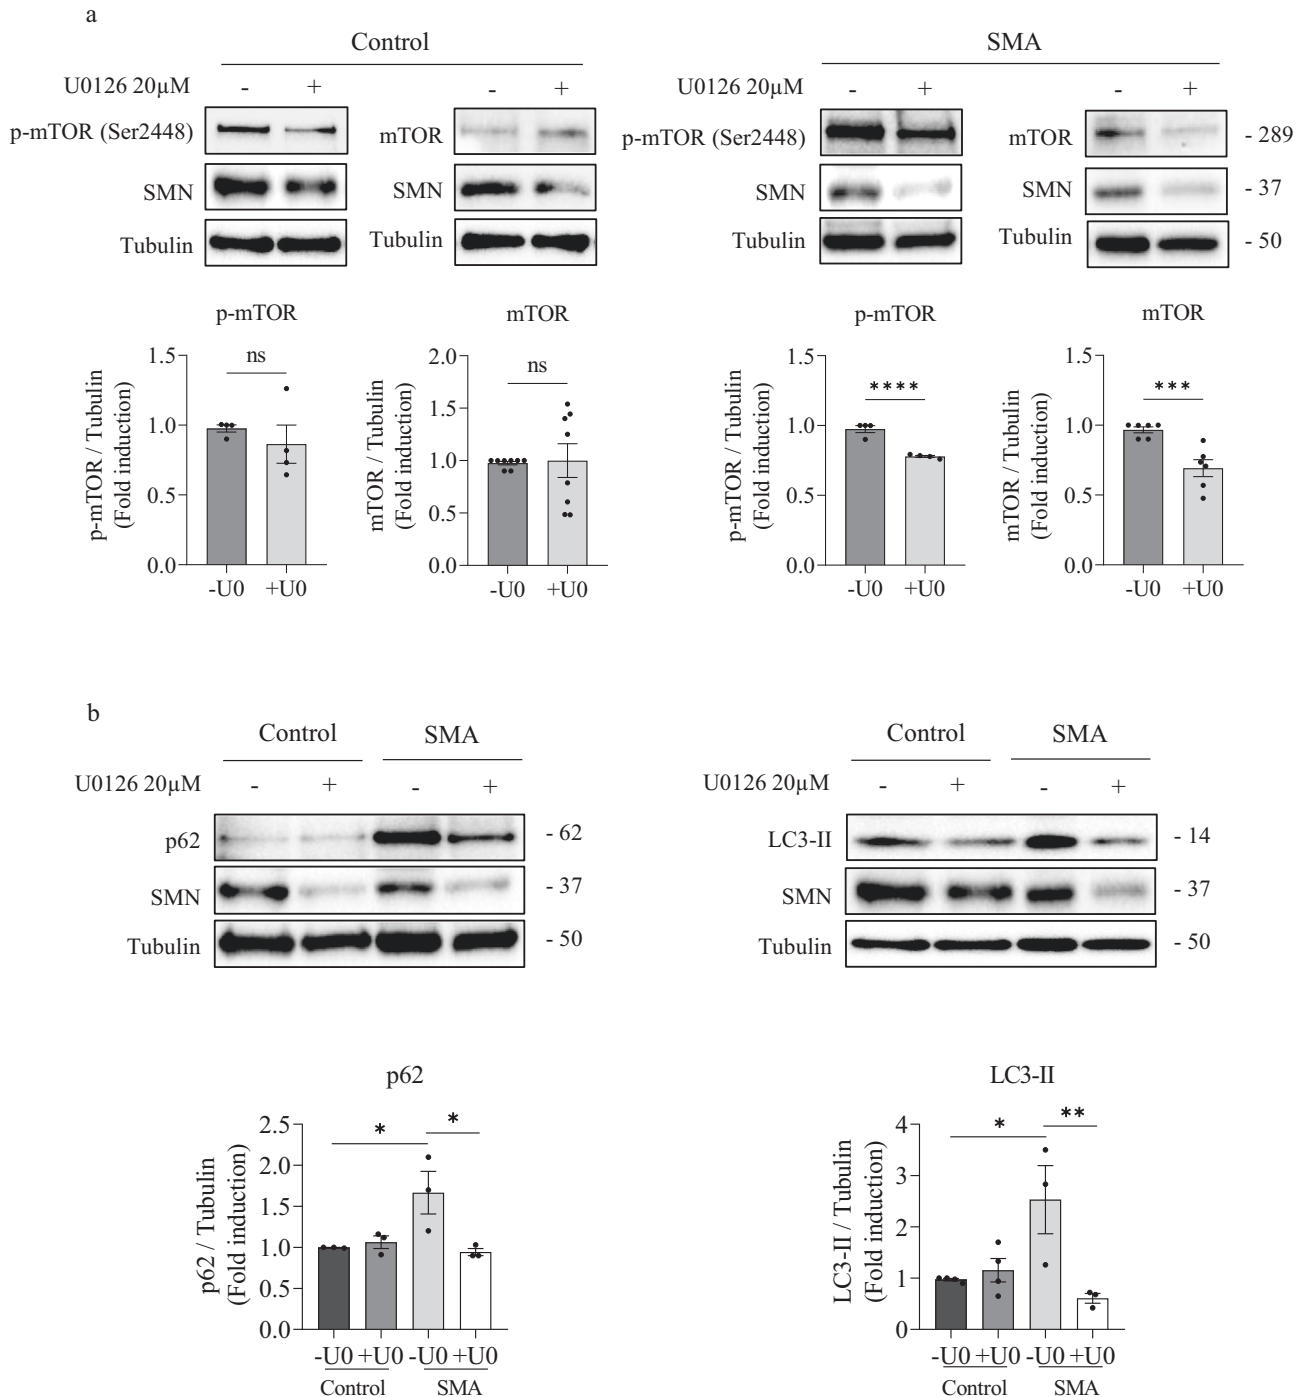 a
Control
SMA
U0126 20µM - + - +
U0126 20µM - + - +
p-mTOR (Ser2448)
mTOR
p-mTOR (Ser2448)
mTOR
- 289
SMN
SMN
SMN
SMN
- 37
Tubulin
Tubulin
Tubulin
Tubulin
- 50
p-mTOR
p-mTOR / Tubulin
(Fold induction)
1.5
1.0
0.5
0.0
ns
-U0 +U0
mTOR
mTOR / Tubulin
(Fold induction)
2.0
1.5
1.0
0.5
0.0
ns
-U0 +U0
p-mTOR
p-mTOR / Tubulin
(Fold induction)
1.5
1.0
0.5
0.0
****
-U0 +U0
mTOR
mTOR / Tubulin
(Fold induction)
1.5
1.0
0.5
0.0
***
-U0 +U0
b
Control SMA
U0126 20µM - + - +
p62 - 62
SMN - 37
Tubulin - 50
Control SMA
U0126 20µM - + - +
LC3-II - 14
SMN - 37
Tubulin - 50
p62
p62 / Tubulin
(Fold induction)
2.5
2.0
1.5
1.0
0.5
0.0
* *
-U0 +U0 -U0 +U0
Control SMA
LC3-II
LC3-II / Tubulin
(Fold induction)
4
3
2
1
0
* **
-U0 +U0 -U0 +U0
Control SMA